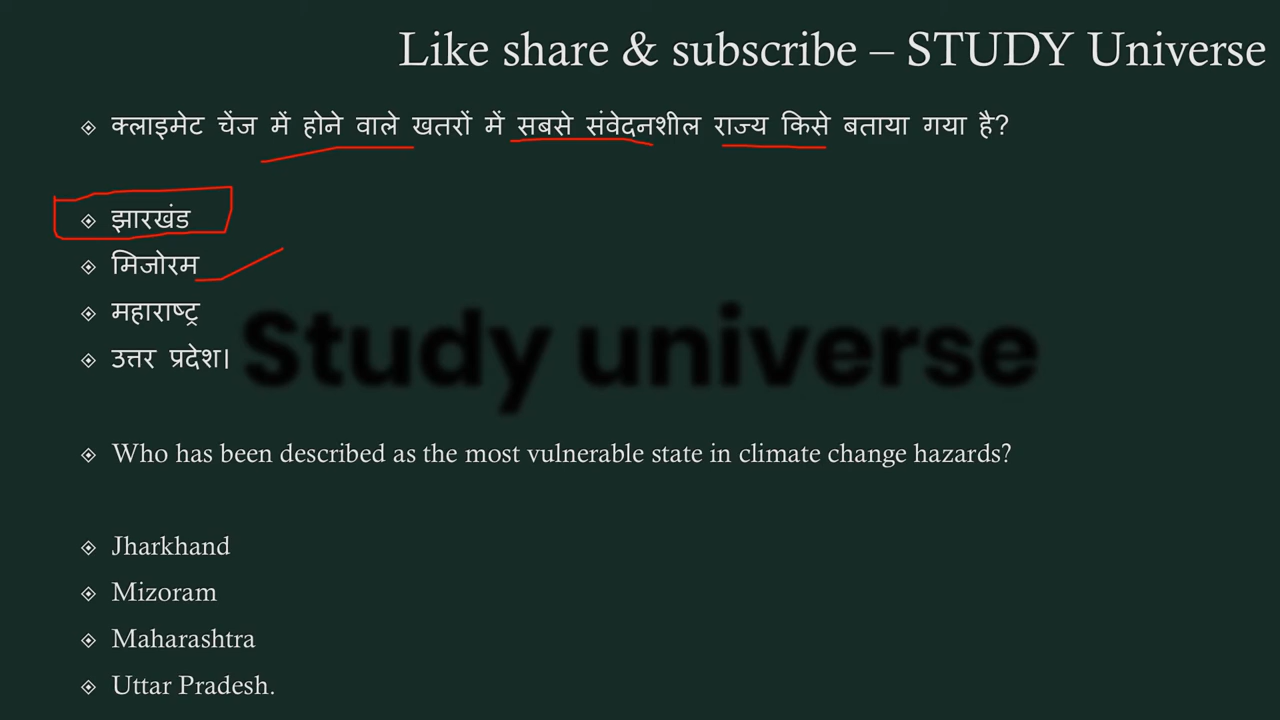 Like share & subscribe – STUDY Universe
क्लाइमेट चेंज में होने वाले खतरों में सबसे संवेदनशील राज्य किसे बताया गया है?
झारखंड
मिजोरम
महाराष्ट्र
उत्तर प्रदेश।
Study universe
Who has been described as the most vulnerable state in climate change hazards?
Jharkhand
Mizoram
Maharashtra
Uttar Pradesh.